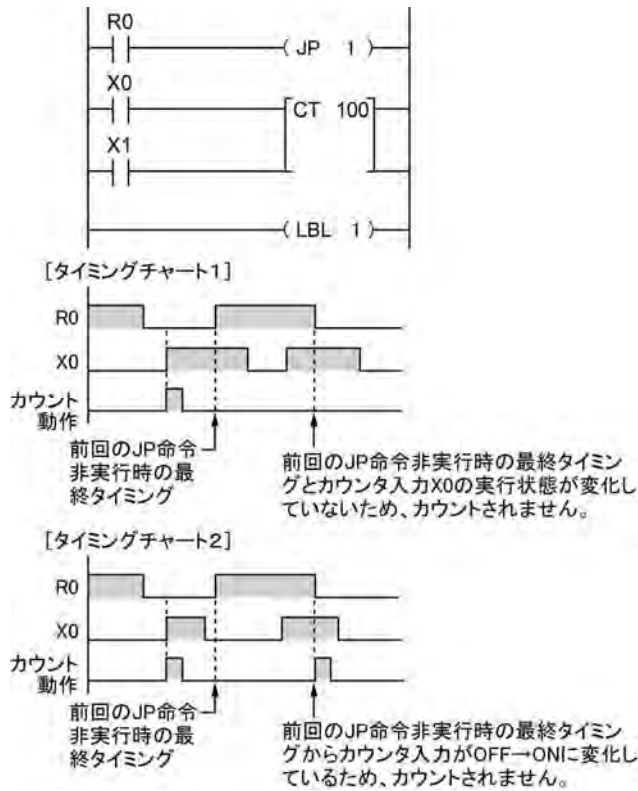 R0
( JP 1 )
X0
CT 100
X1
( LBL 1 )
[タイミングチャート1]
R0
X0
カウント
動作
前回のJP命令
非実行時の最
終タイミング
前回のJP命令非実行時の最終タイミン
グとカウンタ入力X0の実行状態が変化し
ていないため、カウントされません。
[タイミングチャート2]
R0
X0
カウント
動作
前回のJP命令
非実行時の最
終タイミング
前回のJP命令非実行時の最終タイミン
グからカウンタ入力がOFF→ONに変化し
ているため、カウントされません。